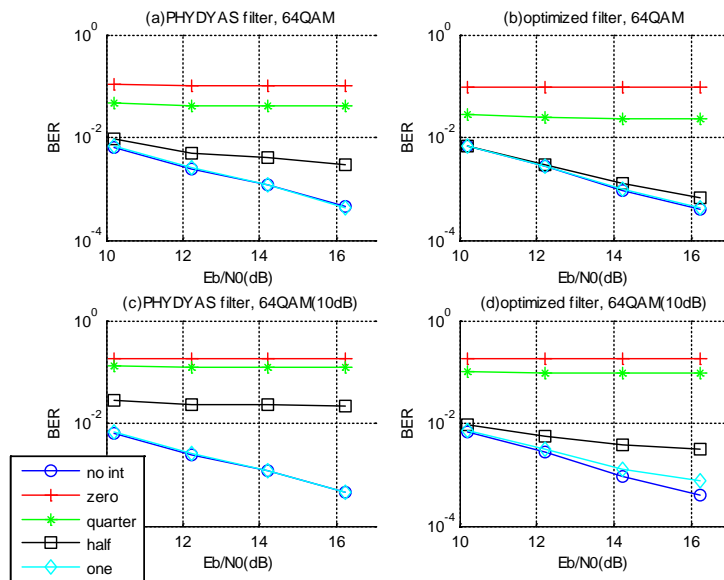 (a)PHYDYAS filter, 64QAM
10^0
10^-2
10^-4
BER
10 12 14 16
Eb/N0(dB)
(b)optimized filter, 64QAM
10^0
10^-2
10^-4
BER
10 12 14 16
Eb/N0(dB)
(c)PHYDYAS filter, 64QAM(10dB)
10^0
10^-2
BER
12 14 16
Eb/N0(dB)
(d)optimized filter, 64QAM(10dB)
10^0
10^-2
10^-4
BER
10 12 14 16
Eb/N0(dB)
no int
zero
quarter
half
one